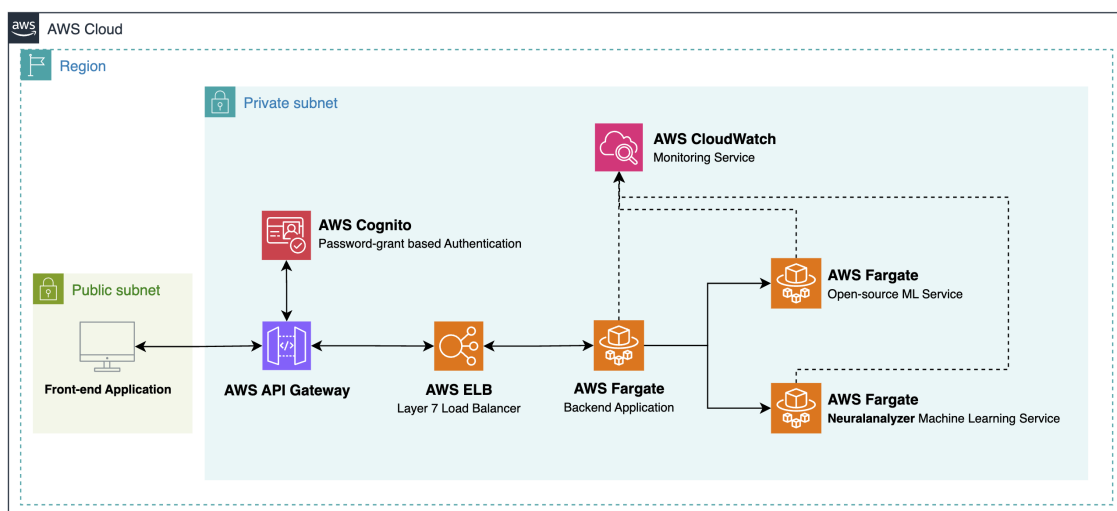 aws
AWS Cloud
Region
Private subnet
AWS CloudWatch
Monitoring Service
AWS Cognito
Password-grant based Authentication
Public subnet
AWS Fargate
Open-source ML Service
Front-end Application
AWS API Gateway
AWS ELB
Layer 7 Load Balancer
AWS Fargate
Backend Application
AWS Fargate
Neuralanalyzer Machine Learning Service